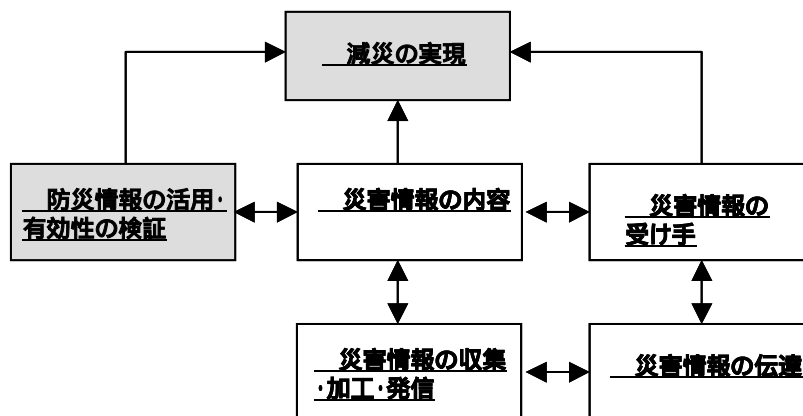 減災の実現
防災情報の活用・
有効性の検証
災害情報の内容
災害情報の
受け手
災害情報の収集
・加工・発信
災害情報の伝達